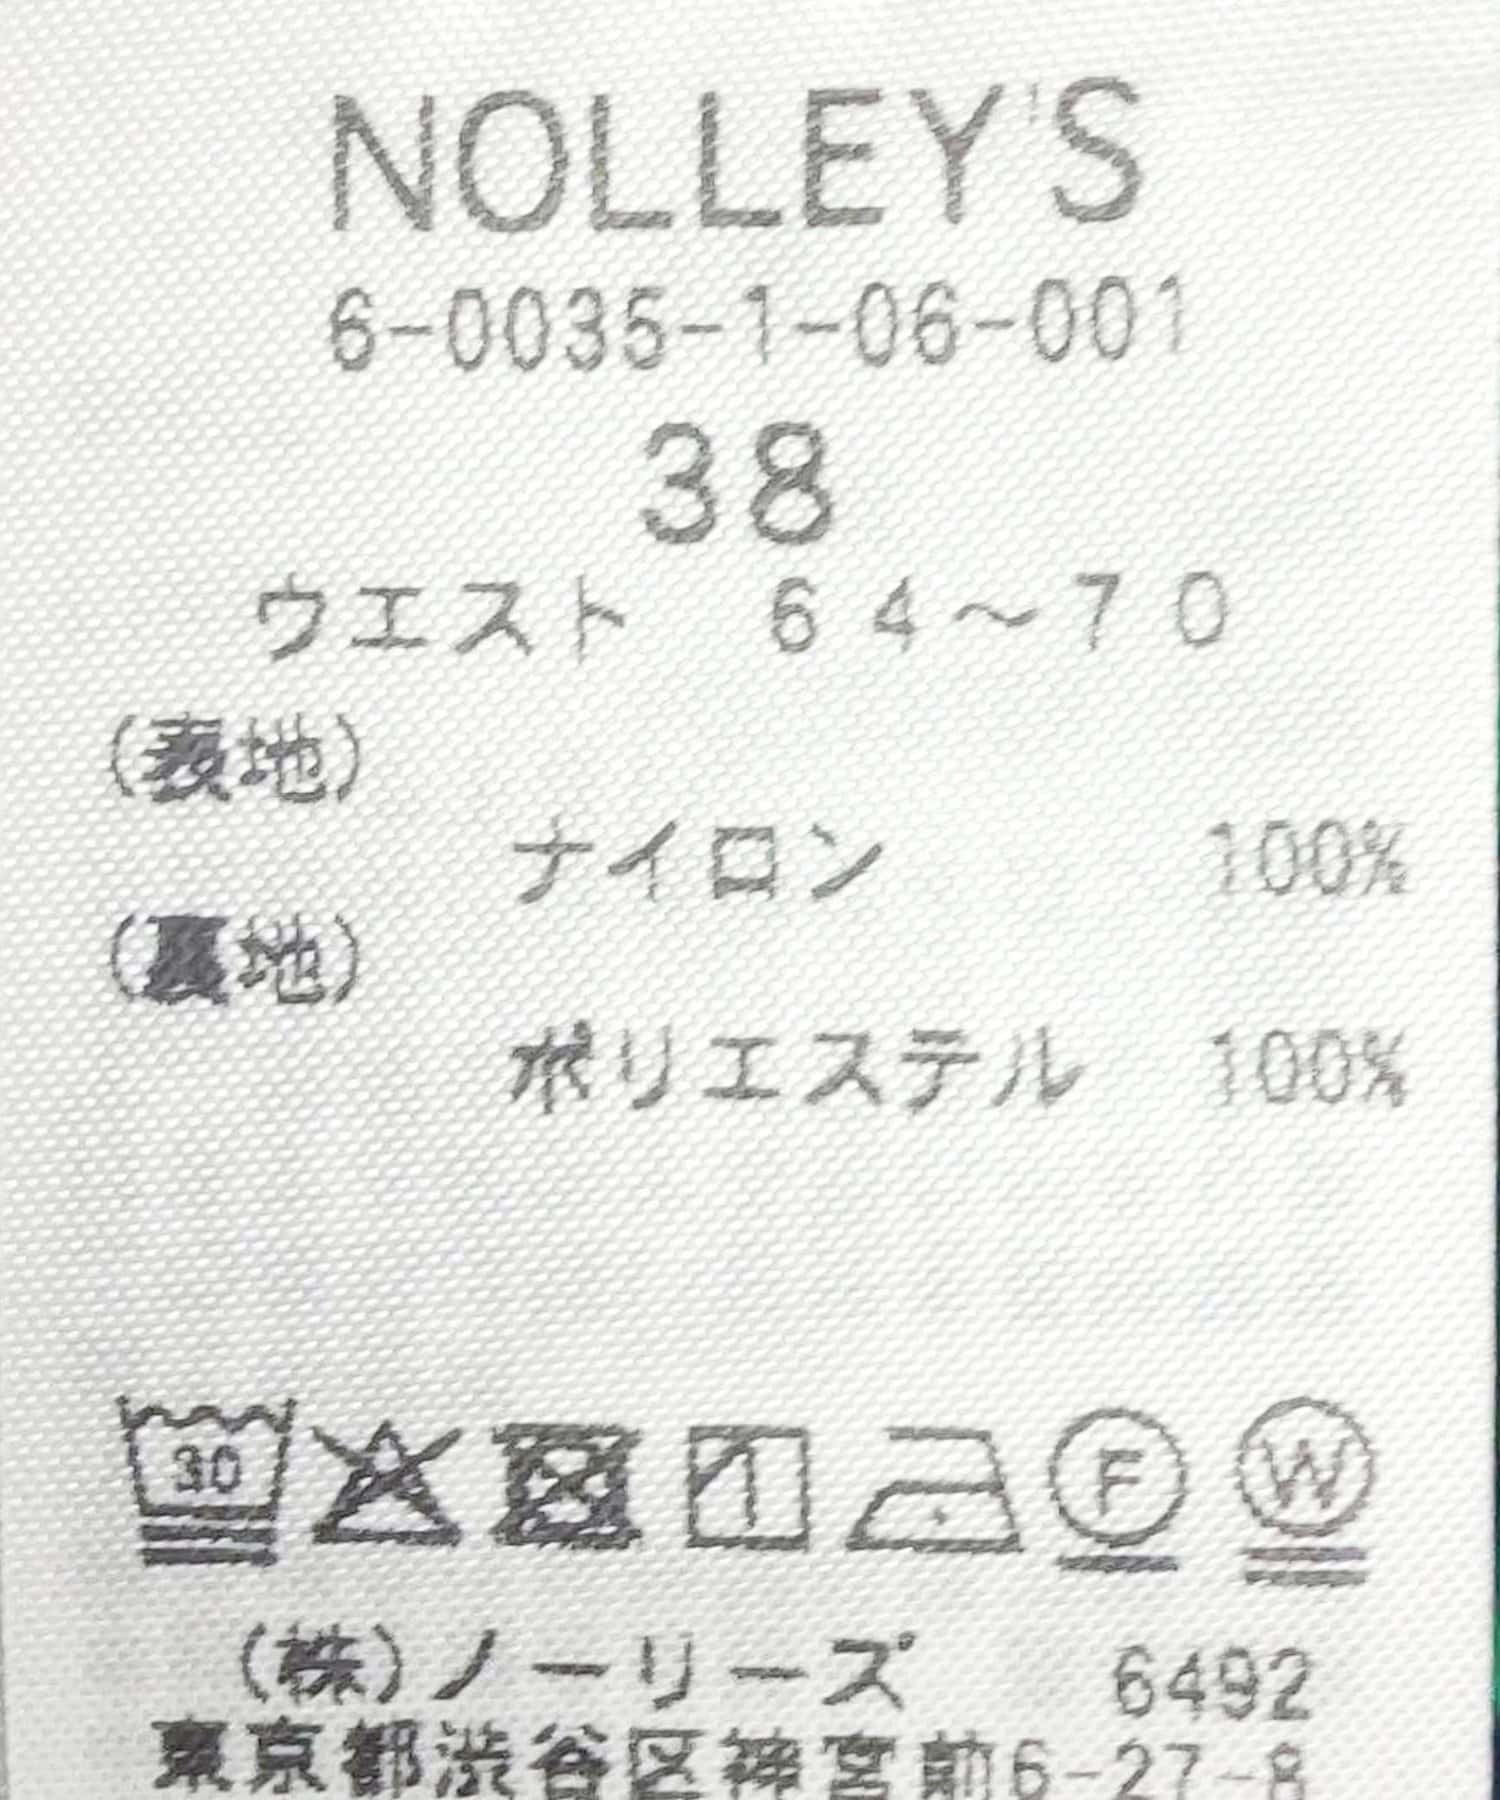 NOLLEY'S
6-0035-1-06-001
38
ウエスト　64～70
(表地)
ナイロン 100%
(裏地)
ポリエステル 100%
30 1 F W
(株)ノーリーズ 6492
東京都渋谷区神宮前6-27-8